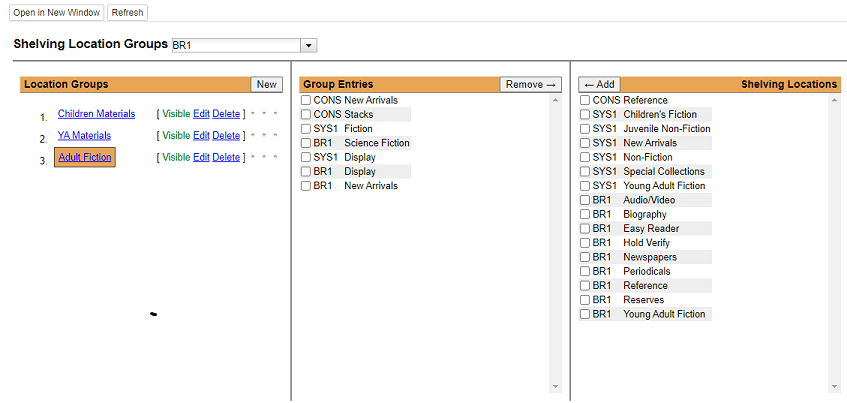 Open in New Window Refresh
Shelving Location Groups BR1
Location Groups New
1. Children Materials [ Visible Edit Delete ]
2. YA Materials [ Visible Edit Delete ]
3. Adult Fiction [ Visible Edit Delete ]
Group Entries Remove →
CONS New Arrivals
CONS Stacks
SYS1 Fiction
BR1 Science Fiction
SYS1 Display
BR1 Display
BR1 New Arrivals
← Add Shelving Locations
CONS Reference
SYS1 Children's Fiction
SYS1 Juvenile Non-Fiction
SYS1 New Arrivals
SYS1 Non-Fiction
SYS1 Special Collections
SYS1 Young Adult Fiction
BR1 Audio/Video
BR1 Biography
BR1 Easy Reader
BR1 Hold Verify
BR1 Newspapers
BR1 Periodicals
BR1 Reference
BR1 Reserves
BR1 Young Adult Fiction